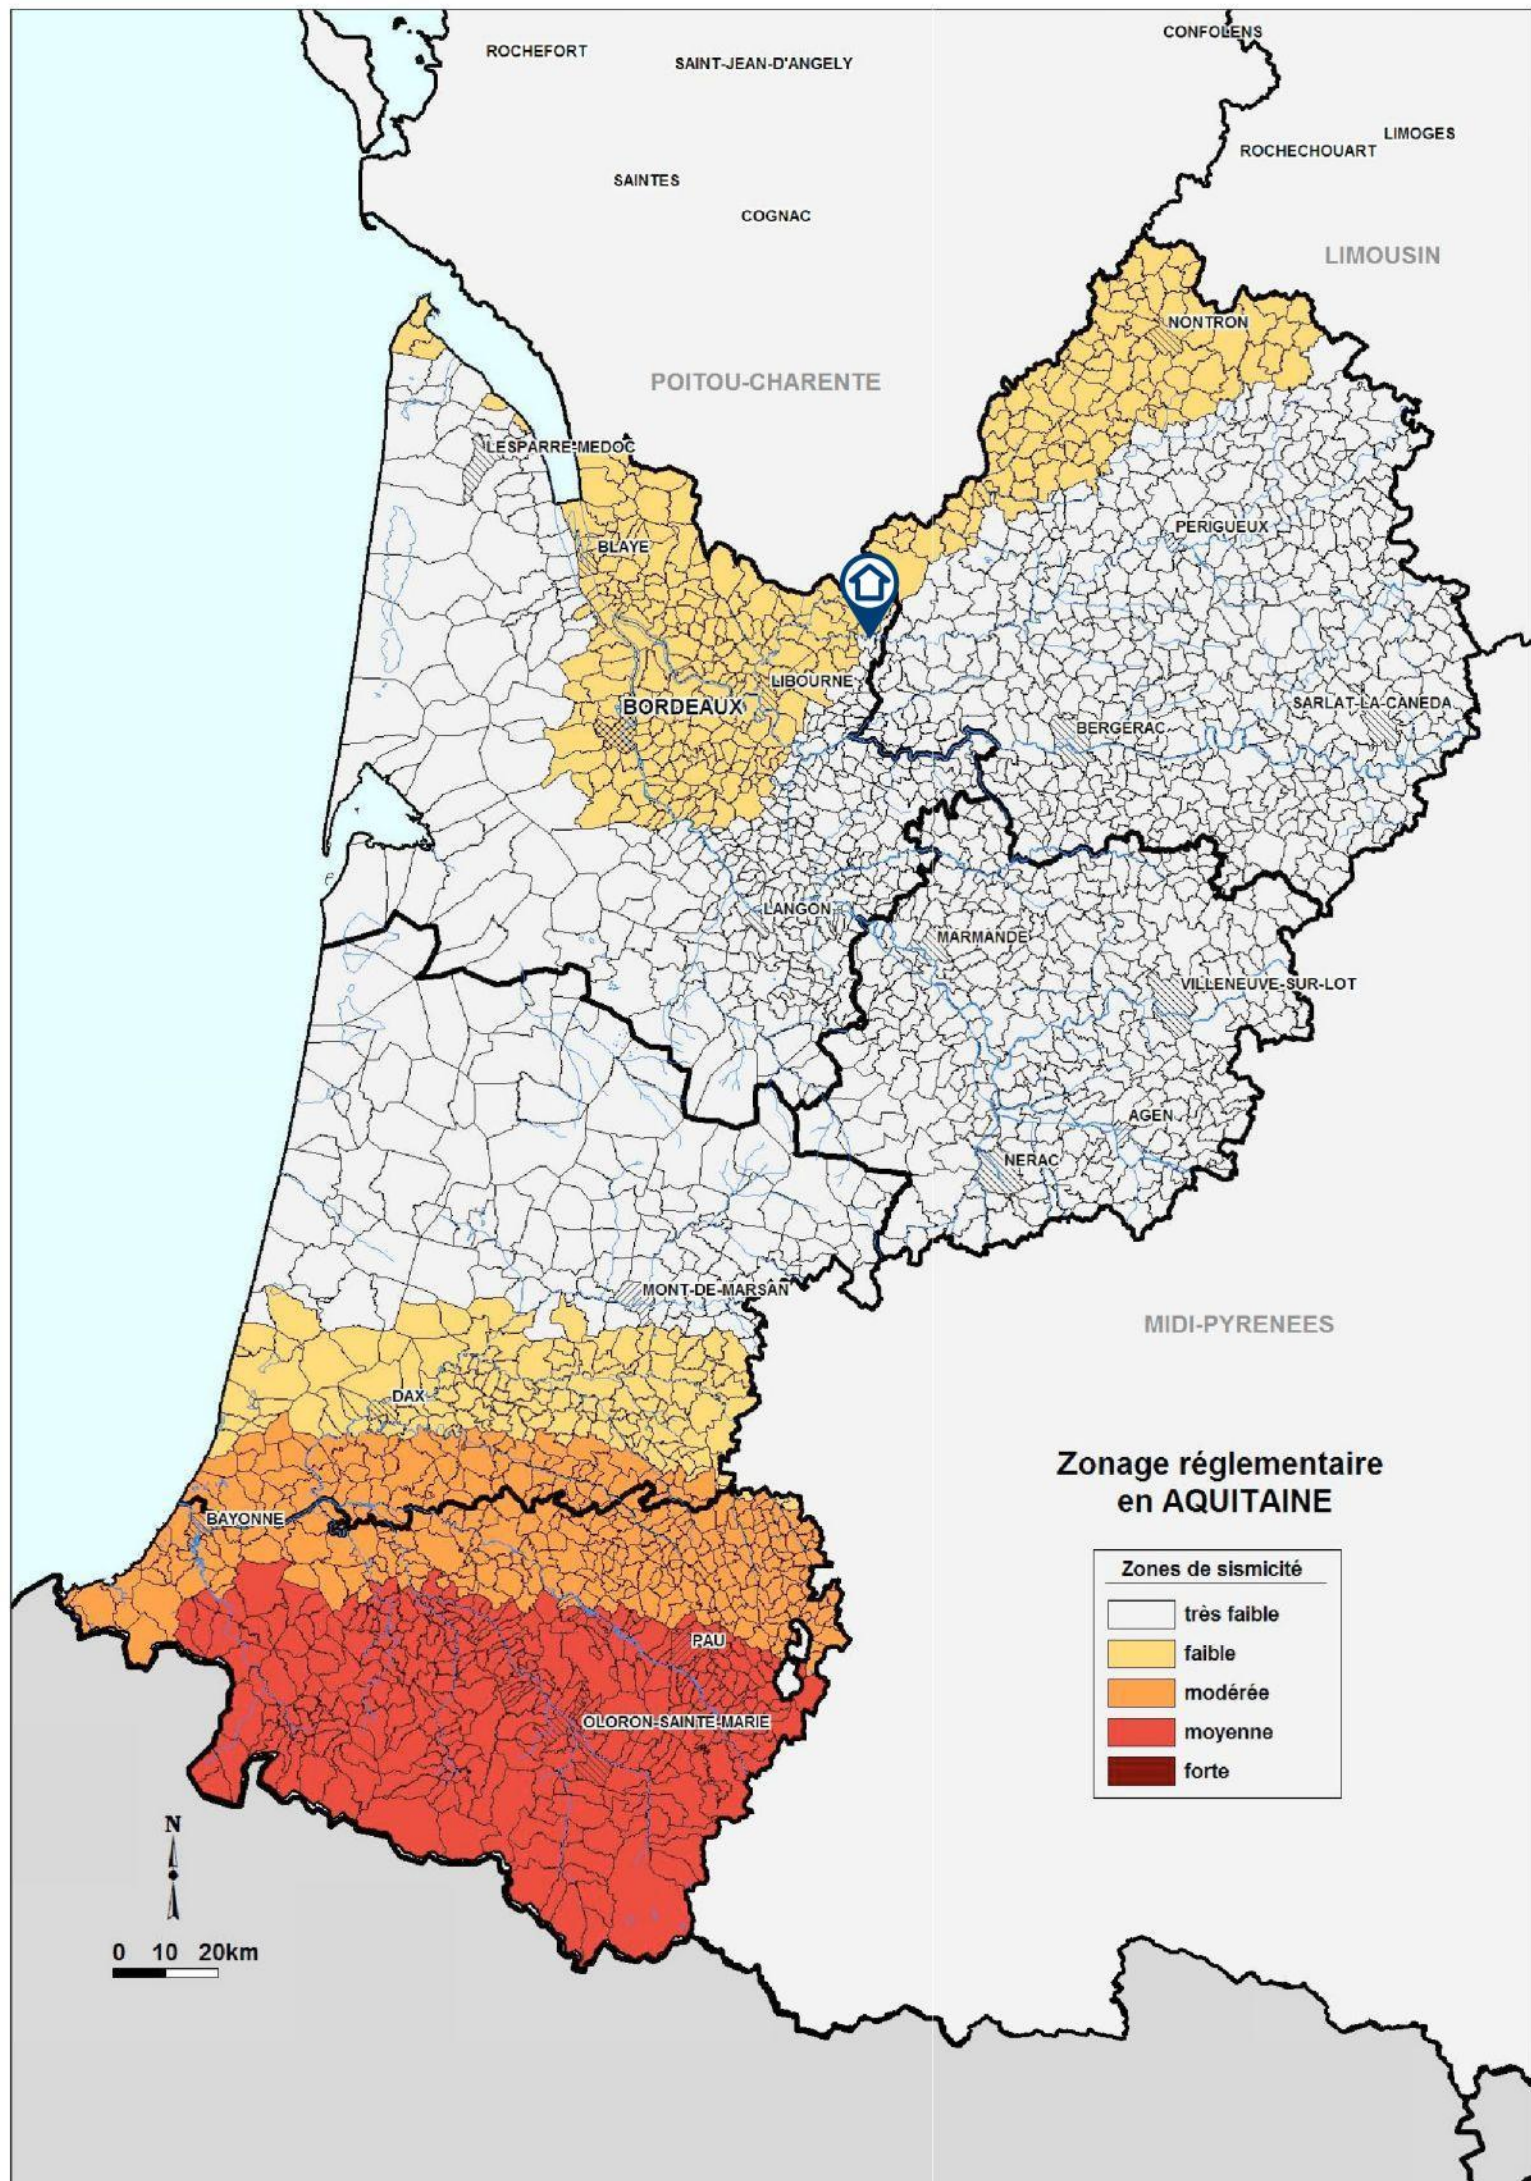 CONFOLENS
ROCHEFORT
SAINT-JEAN-D'ANGELY
LIMOGES
ROCHECHOUART
SAINTES
COGNAC
LIMOUSIN
NONTRON
POITOU-CHARENTE
LESPARRE-MEDOC
PERIGUEUX
BLAYE
LIBOURNE
SARLAT-LA-CANEDA
BORDEAUX
BERGERAC
LANGON
MARMANDE
VILLENEUVE-SUR-LOT
AGEN
NERAC
MONT-DE-MARSAN
MIDI-PYRENEES
DAX
Zonage réglementaire
en AQUITAINE
BAYONNE
Zones de sismicité
très faible
faible
modérée
moyenne
forte
PAU
OLORON-SAINTE-MARIE
N
0 10 20km